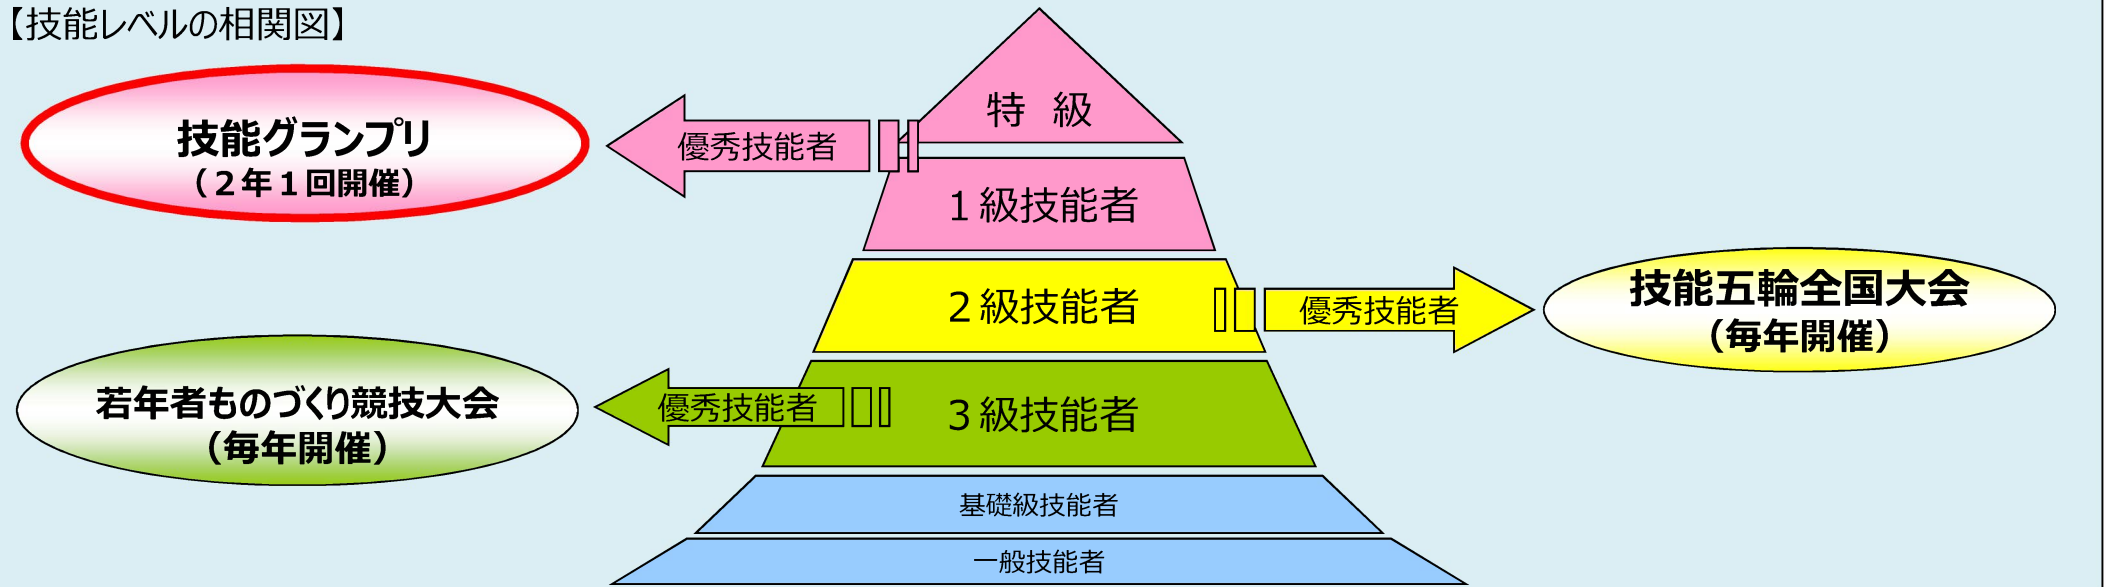 【技能レベルの相関図】
特 級
優秀技能者
技能グランプリ
（２年１回開催）
１級技能者
２級技能者
優秀技能者
技能五輪全国大会
（毎年開催）
３級技能者
優秀技能者
若年者ものづくり競技大会
（毎年開催）
基礎級技能者
一般技能者